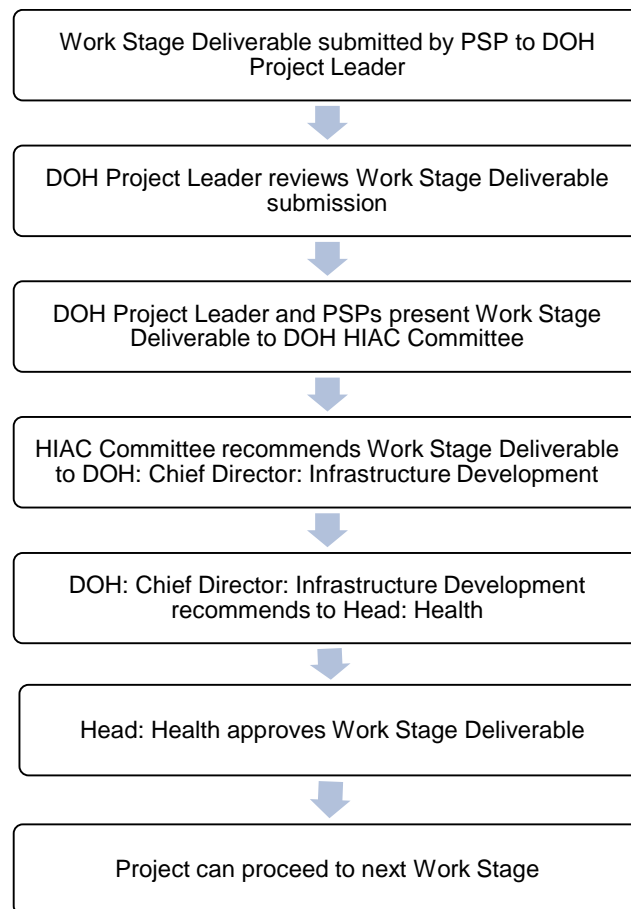 Work Stage Deliverable submitted by PSP to DOH
Project Leader
DOH Project Leader reviews Work Stage Deliverable
submission
DOH Project Leader and PSPs present Work Stage
Deliverable to DOH HIAC Committee
HIAC Committee recommends Work Stage Deliverable
to DOH: Chief Director: Infrastructure Development
DOH: Chief Director: Infrastructure Development
recommends to Head: Health
Head: Health approves Work Stage Deliverable
Project can proceed to next Work Stage